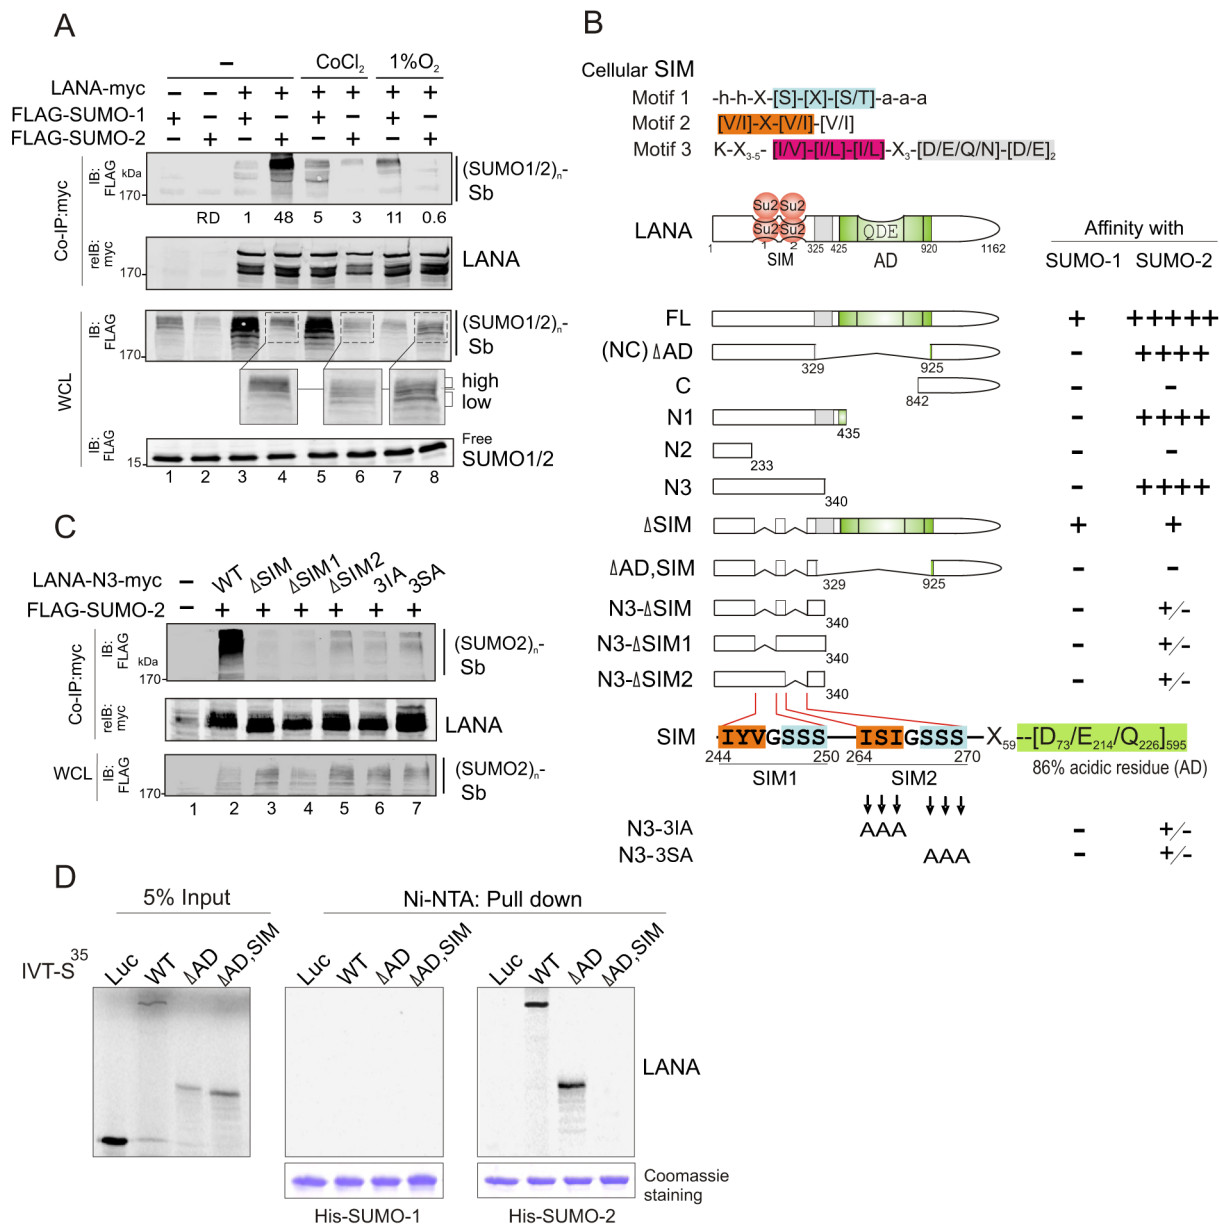 A
– CoCl2 1%O2
LANA-myc – – + + + + + +
FLAG-SUMO-1 + – + – + – + –
FLAG-SUMO-2 – + – + – + – +
Co-IP:myc
IB: FLAG
kDa
170
(SUMO1/2)n-Sb
RD 1 48 5 3 11 0.6
reIB: myc
170
LANA
WCL
IB: FLAG
170
(SUMO1/2)n-Sb
high
low
IB: FLAG
15
Free
SUMO1/2
1 2 3 4 5 6 7 8
B
Cellular SIM
Motif 1 -h-h-X-[S]-[X]-[S/T]-a-a-a
Motif 2 [V/I]-X-[V/I]-[V/I]
Motif 3 K-X3-5- [I/V]-[I/L]-[I/L]-X3-[D/E/Q/N]-[D/E]2
Su2 Su2
LANA Su2 Su2 QDE
1 1 2 325 425 920 1162
SIM AD
Affinity with
SUMO-1 SUMO-2
FL + +++++
(NC) ΔAD 329 925 – ++++
C 842 – –
N1 435 – ++++
N2 233 – –
N3 340 – ++++
ΔSIM + +
ΔAD,SIM 329 925 – –
N3-ΔSIM 340 – +/-
N3-ΔSIM1 340 – +/-
N3-ΔSIM2 340 – +/-
SIM IYVGSSS ISIGSSS X59--[D73/E214/Q226]595
244 250 264 270
SIM1 SIM2
86% acidic residue (AD)
N3-3IA AAA – +/-
N3-3SA AAA – +/-
C
LANA-N3-myc – WT ΔSIM ΔSIM1 ΔSIM2 3IA 3SA
FLAG-SUMO-2 – + + + + + +
Co-IP:myc
IB: FLAG
kDa
170
(SUMO2)n-Sb
reIB: myc
LANA
WCL
IB: FLAG
170
(SUMO2)n-Sb
1 2 3 4 5 6 7
D
5% Input Ni-NTA: Pull down
IVT-S35
Luc WT ΔAD ΔAD,SIM Luc WT ΔAD ΔAD,SIM Luc WT ΔAD ΔAD,SIM
LANA
Coomassie
staining
His-SUMO-1 His-SUMO-2